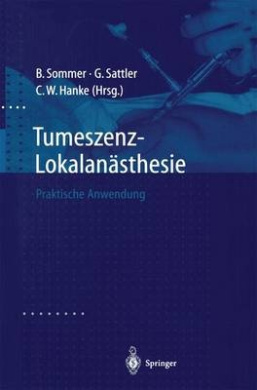 B. Sommer · G. Sattler
C. W. Hanke (Hrsg.)
Tumeszenz-
Lokalanästhesie
Praktische Anwendung
Springer